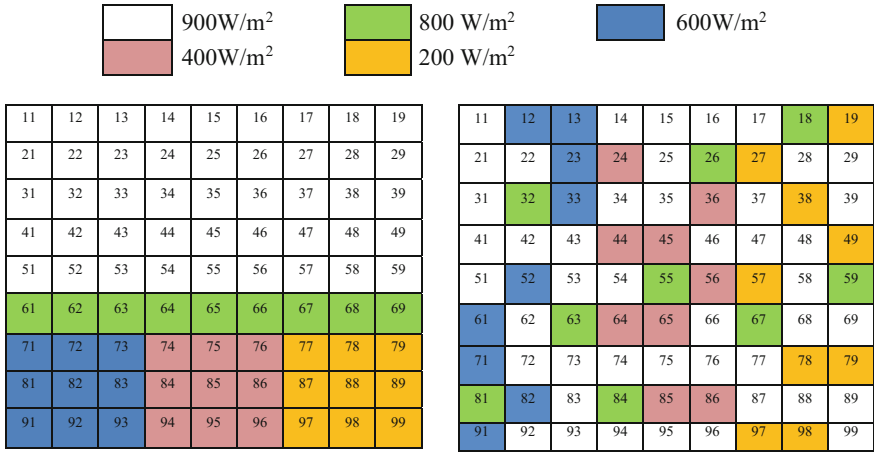 900W/m² 800 W/m² 600W/m²
400W/m² 200 W/m²
11 12 13 14 15 16 17 18 19
21 22 23 24 25 26 27 28 29
31 32 33 34 35 36 37 38 39
41 42 43 44 45 46 47 48 49
51 52 53 54 55 56 57 58 59
61 62 63 64 65 66 67 68 69
71 72 73 74 75 76 77 78 79
81 82 83 84 85 86 87 88 89
91 92 93 94 95 96 97 98 99
11 12 13 14 15 16 17 18 19
21 22 23 24 25 26 27 28 29
31 32 33 34 35 36 37 38 39
41 42 43 44 45 46 47 48 49
51 52 53 54 55 56 57 58 59
61 62 63 64 65 66 67 68 69
71 72 73 74 75 76 77 78 79
81 82 83 84 85 86 87 88 89
91 92 93 94 95 96 97 98 99